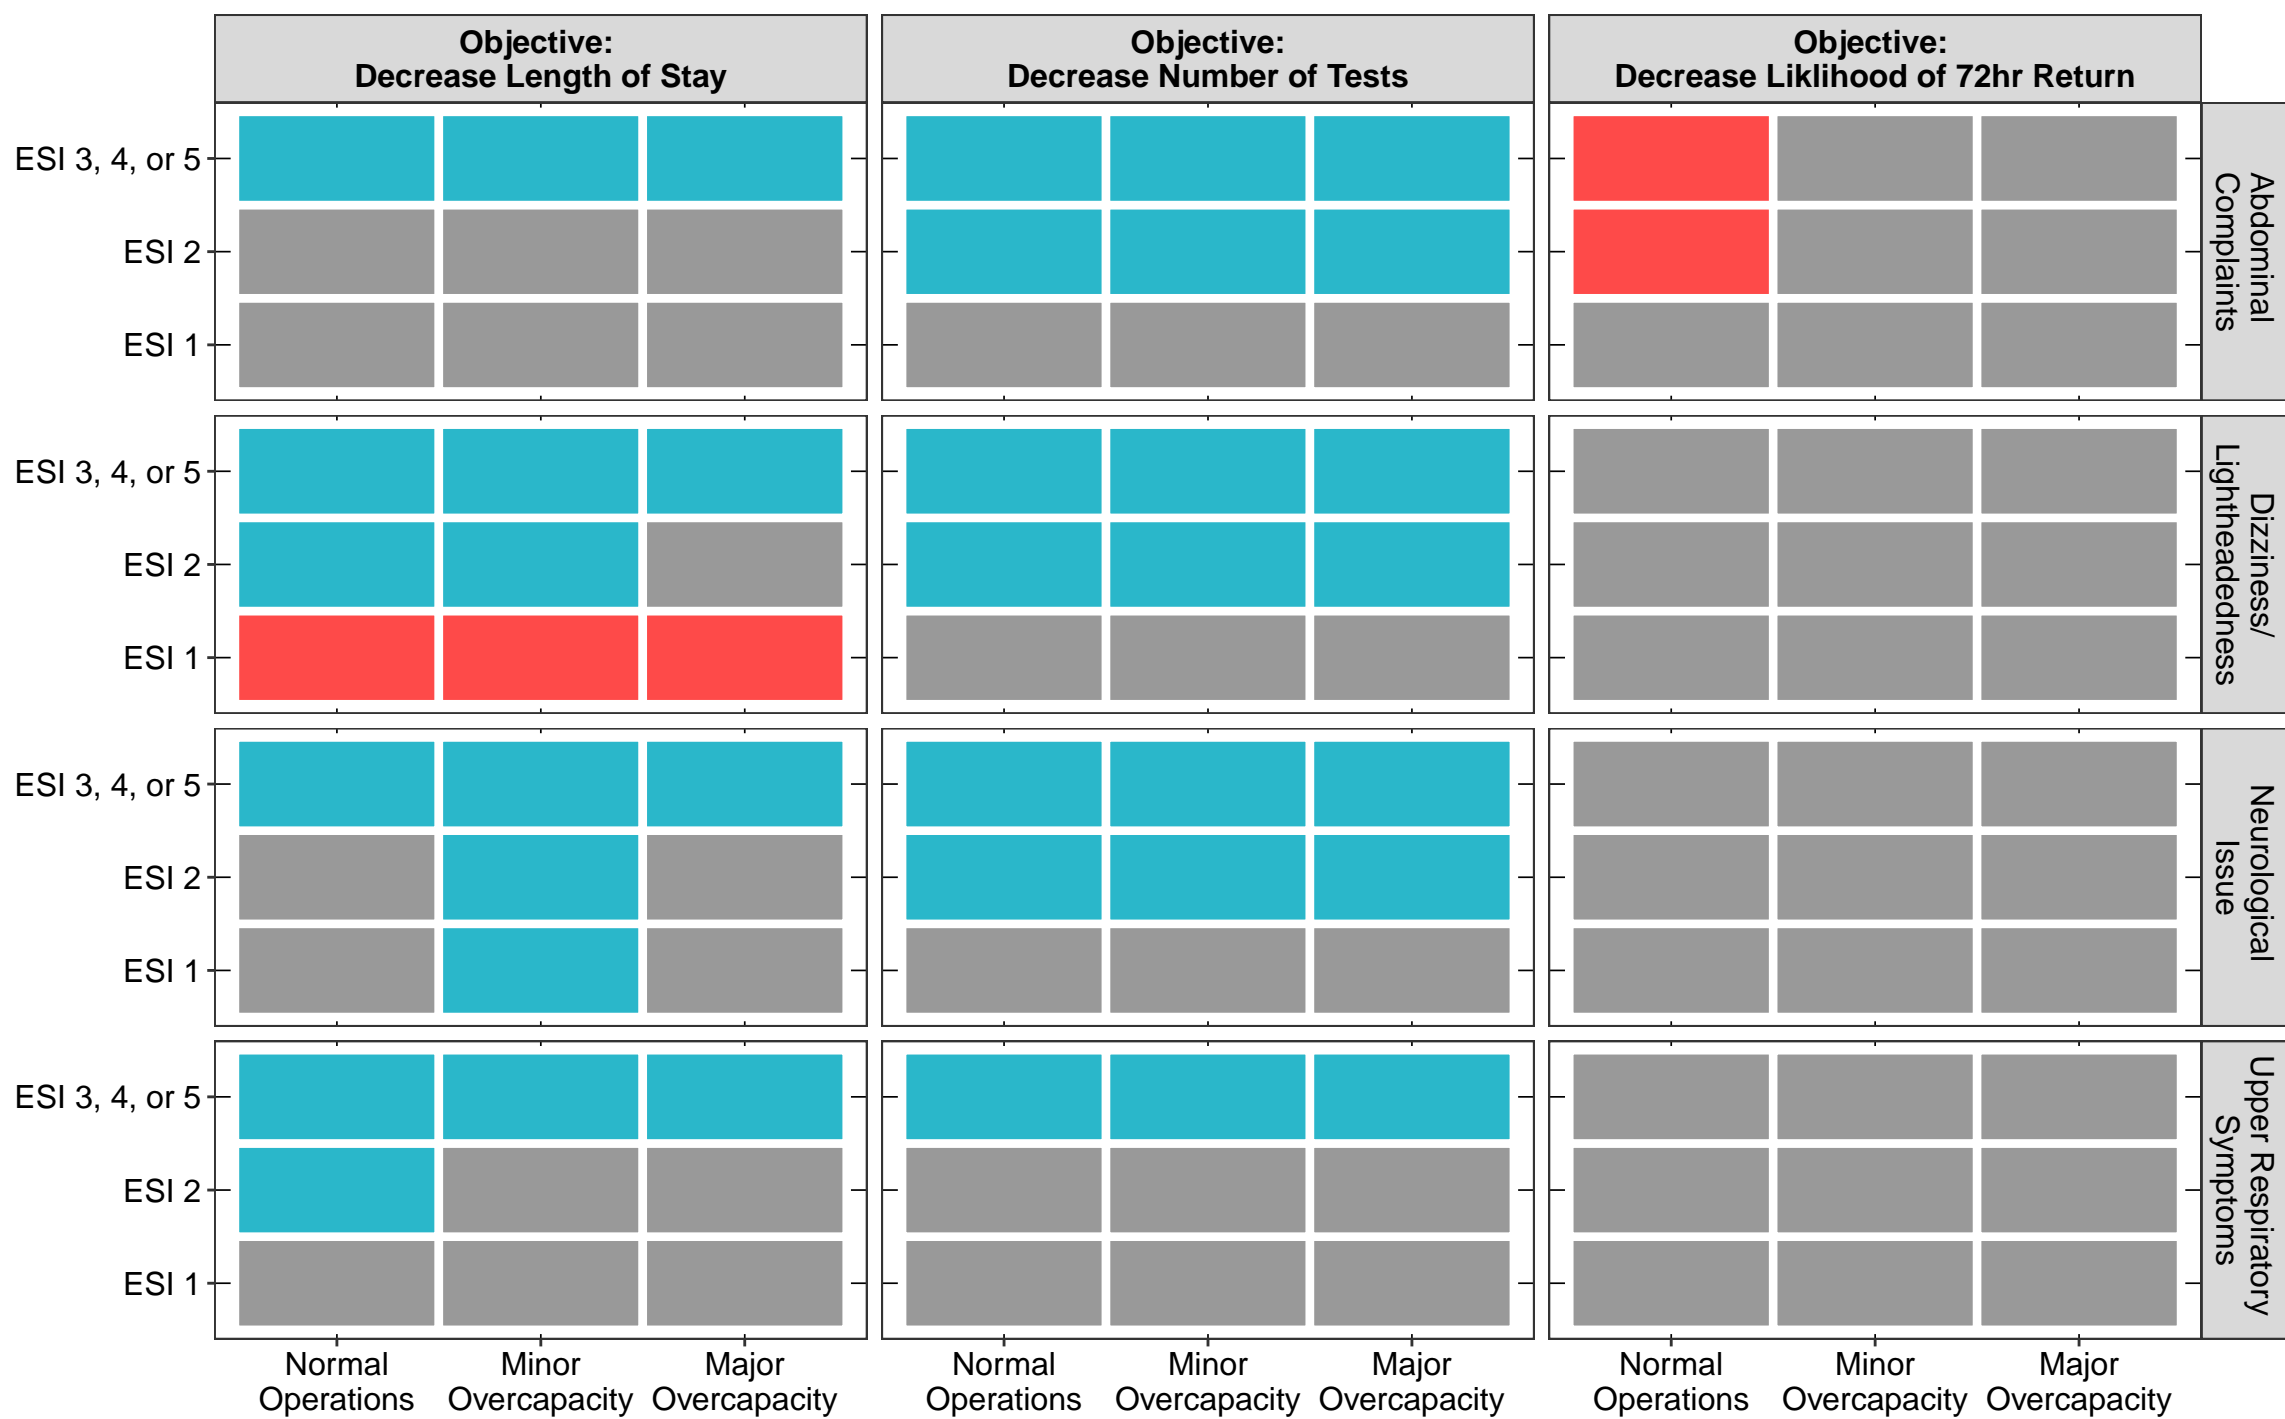 Objective:
Decrease Length of Stay
Objective:
Decrease Number of Tests
Objective:
Decrease Liklihood of 72hr Return
ESI 3, 4, or 5
ESI 2
ESI 1
Abdominal
Complaints
ESI 3, 4, or 5
ESI 2
ESI 1
Dizziness/
Lightheadedness
ESI 3, 4, or 5
ESI 2
ESI 1
Neurological
Issue
ESI 3, 4, or 5
ESI 2
ESI 1
Upper Respiratory
Symptoms
Normal
Operations
Minor
Overcapacity
Major
Overcapacity
Normal
Operations
Minor
Overcapacity
Major
Overcapacity
Normal
Operations
Minor
Overcapacity
Major
Overcapacity